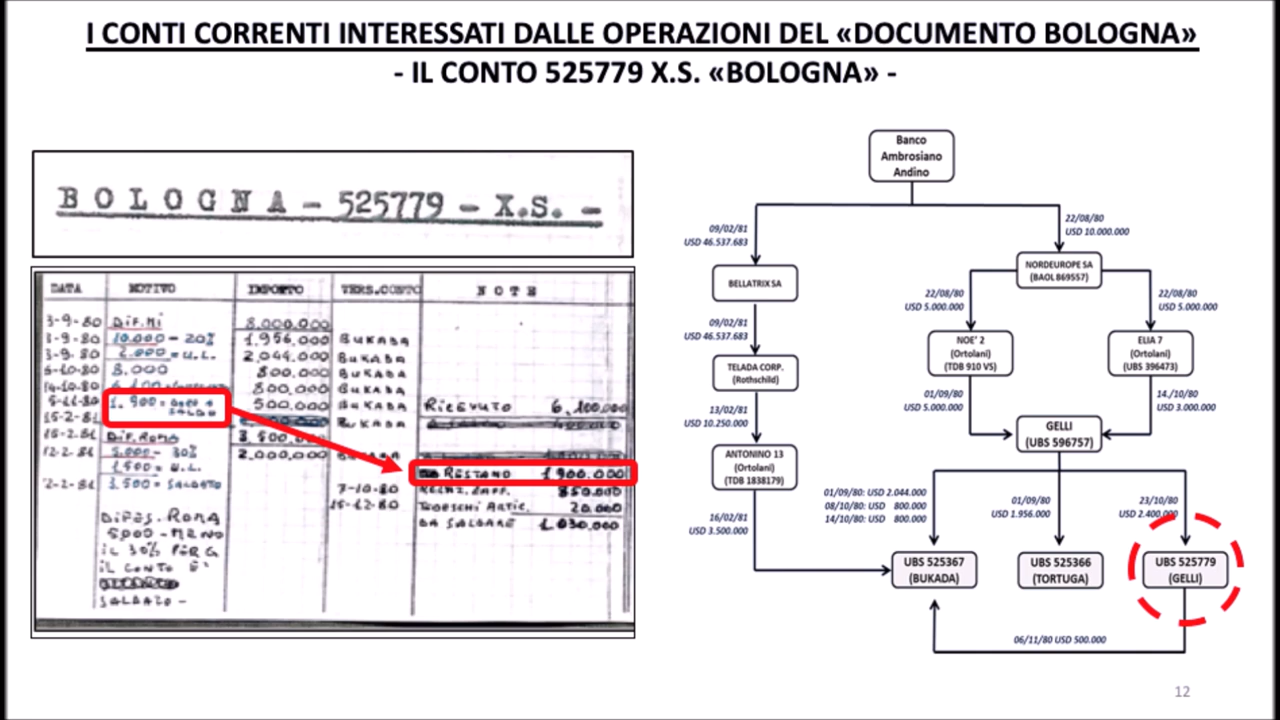 I CONTI CORRENTI INTERESSATI DALLE OPERAZIONI DEL «DOCUMENTO BOLOGNA»
- IL CONTO 525779 X.S. «BOLOGNA» -
BOLOGNA - 525779 - X.S. -
DATA MOTIVO IMPORTO VERS.CONTO NOTE
3-9-80 DIF.MI 8.000.000
3-9-80 10.000 - 20% 1,956,000 BUKADA
3-9-80 2.000 = U.L. 2,044,000 BUKADA
6-10-80 8.000 800.000 BUKADA
14-10-80 800,000 BUKADA
5-11-80 1.900 = 500,000 BUKADA RICEVUTO 6,100,000
SALDO
15-2-81 BUKADA
DIF.ROMA 3.500.000
12-2-81 5.000 - 30% 2,000,000
1,500 = U.L. RESTANO 1,900.000
3.500 = SALDATO 7-10-80 850.000
15-12-80 TEDESCHI ARTIC. 20.000
DIFES. ROMA DA SALDARE 1.030.000
5000 - MENO
IL 30% PER G.
IL CONTO E'
SALDATO -
Banco
Ambrosiano
Andino
09/02/81
USD 46.537.683
22/08/80
USD 10.000.000
BELLATRIX SA
NORDEUROPE SA
(BAOL 869557)
09/02/81
USD 46.537.683
22/08/80
USD 5.000.000
22/08/80
USD 5.000.000
TELADA CORP.
(Rothschild)
NOE' 2
(Ortolani)
(TDB 910 VS)
ELIA 7
(Ortolani)
(UBS 396473)
13/02/81
USD 10.250.000
01/09/80
USD 5.000.000
14./10/80
USD 3.000.000
ANTONINO 13
(Ortolani)
(TDB 1838179)
GELLI
(UBS 596757)
01/09/80: USD 2.044.000
08/10/80: USD 800.000
14/10/80: USD 800.000
01/09/80
USD 1.956.000
23/10/80
USD 2.400.000
16/02/81
USD 3.500.000
UBS 525367
(BUKADA)
UBS 525366
(TORTUGA)
UBS 525779
(GELLI)
06/11/80 USD 500.000
12